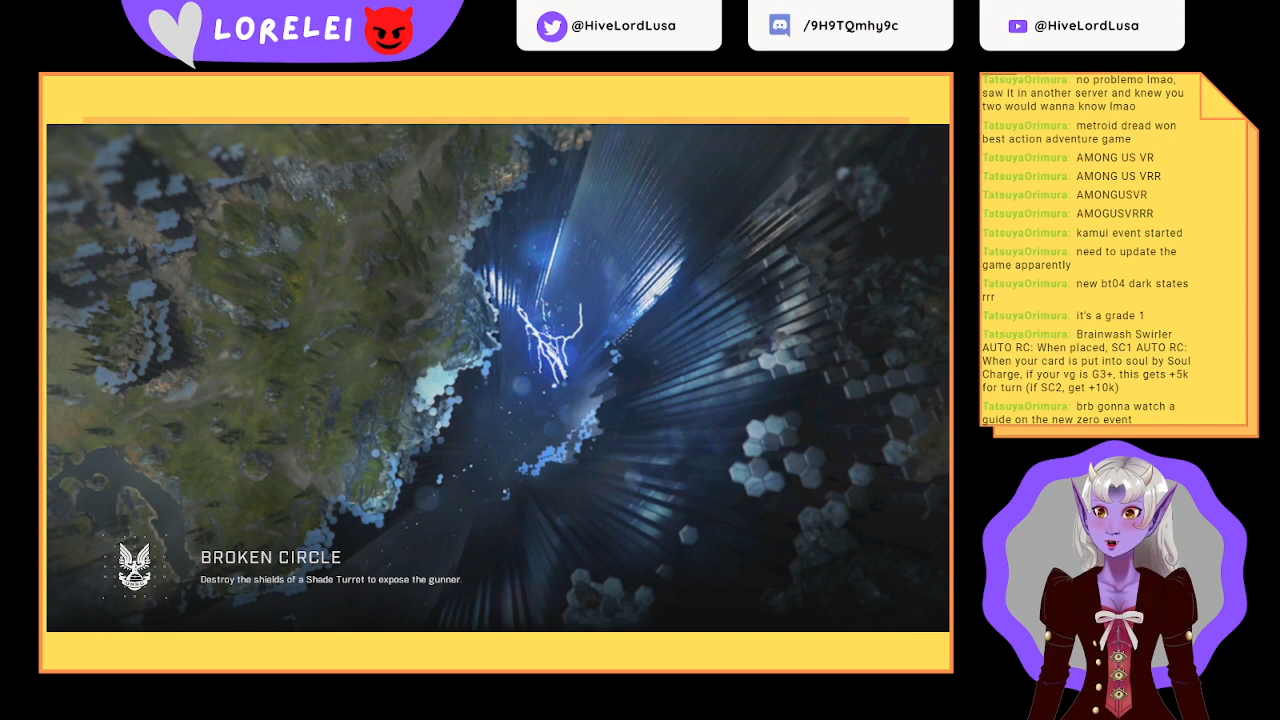 LORELEI
@HiveLordLusa
/9H9TQmhy9c
@HiveLordLusa
TatsuyaOrimura: no problemo lmao,
saw it in another server and knew you
two would wanna know lmao
TatsuyaOrimura: metroid dread won
best action adventure game
TatsuyaOrimura: AMONG US VR
TatsuyaOrimura: AMONG US VRR
TatsuyaOrimura: AMONGUSVR
TatsuyaOrimura: AMOGUSVRRR
TatsuyaOrimura: kamui event started
TatsuyaOrimura: need to update the
game apparently
TatsuyaOrimura: new bt04 dark states
rrr
TatsuyaOrimura: it's a grade 1
TatsuyaOrimura: Brainwash Swirler
AUTO RC: When placed, SC1 AUTO RC:
When your card is put into soul by Soul
Charge, if your vg is G3+, this gets +5k
for turn (if SC2, get +10k)
TatsuyaOrimura: brb gonna watch a
guide on the new zero event
BROKEN CIRCLE
Destroy the shields of a Shade Turret to expose the gunner.